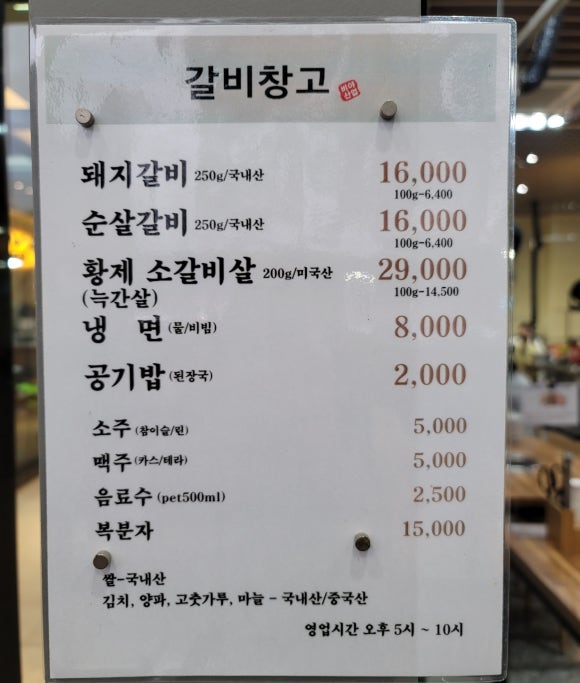 갈비창고 비아산업
돼지갈비 250g/국내산 16,000
100g-6,400
순살갈비 250g/국내산 16,000
100g-6,400
황제 소갈비살 200g/미국산 29,000
100g-14.500
(늑간살)
냉 면 (물/비빔) 8,000
공기밥 (된장국) 2,000
소주 (참이슬/린) 5,000
맥주 (카스/테라) 5,000
음료수 (pet500ml) 2,500
복분자 15,000
쌀-국내산
김치, 양파, 고춧가루, 마늘 - 국내산/중국산
영업시간 오후 5시 ~ 10시